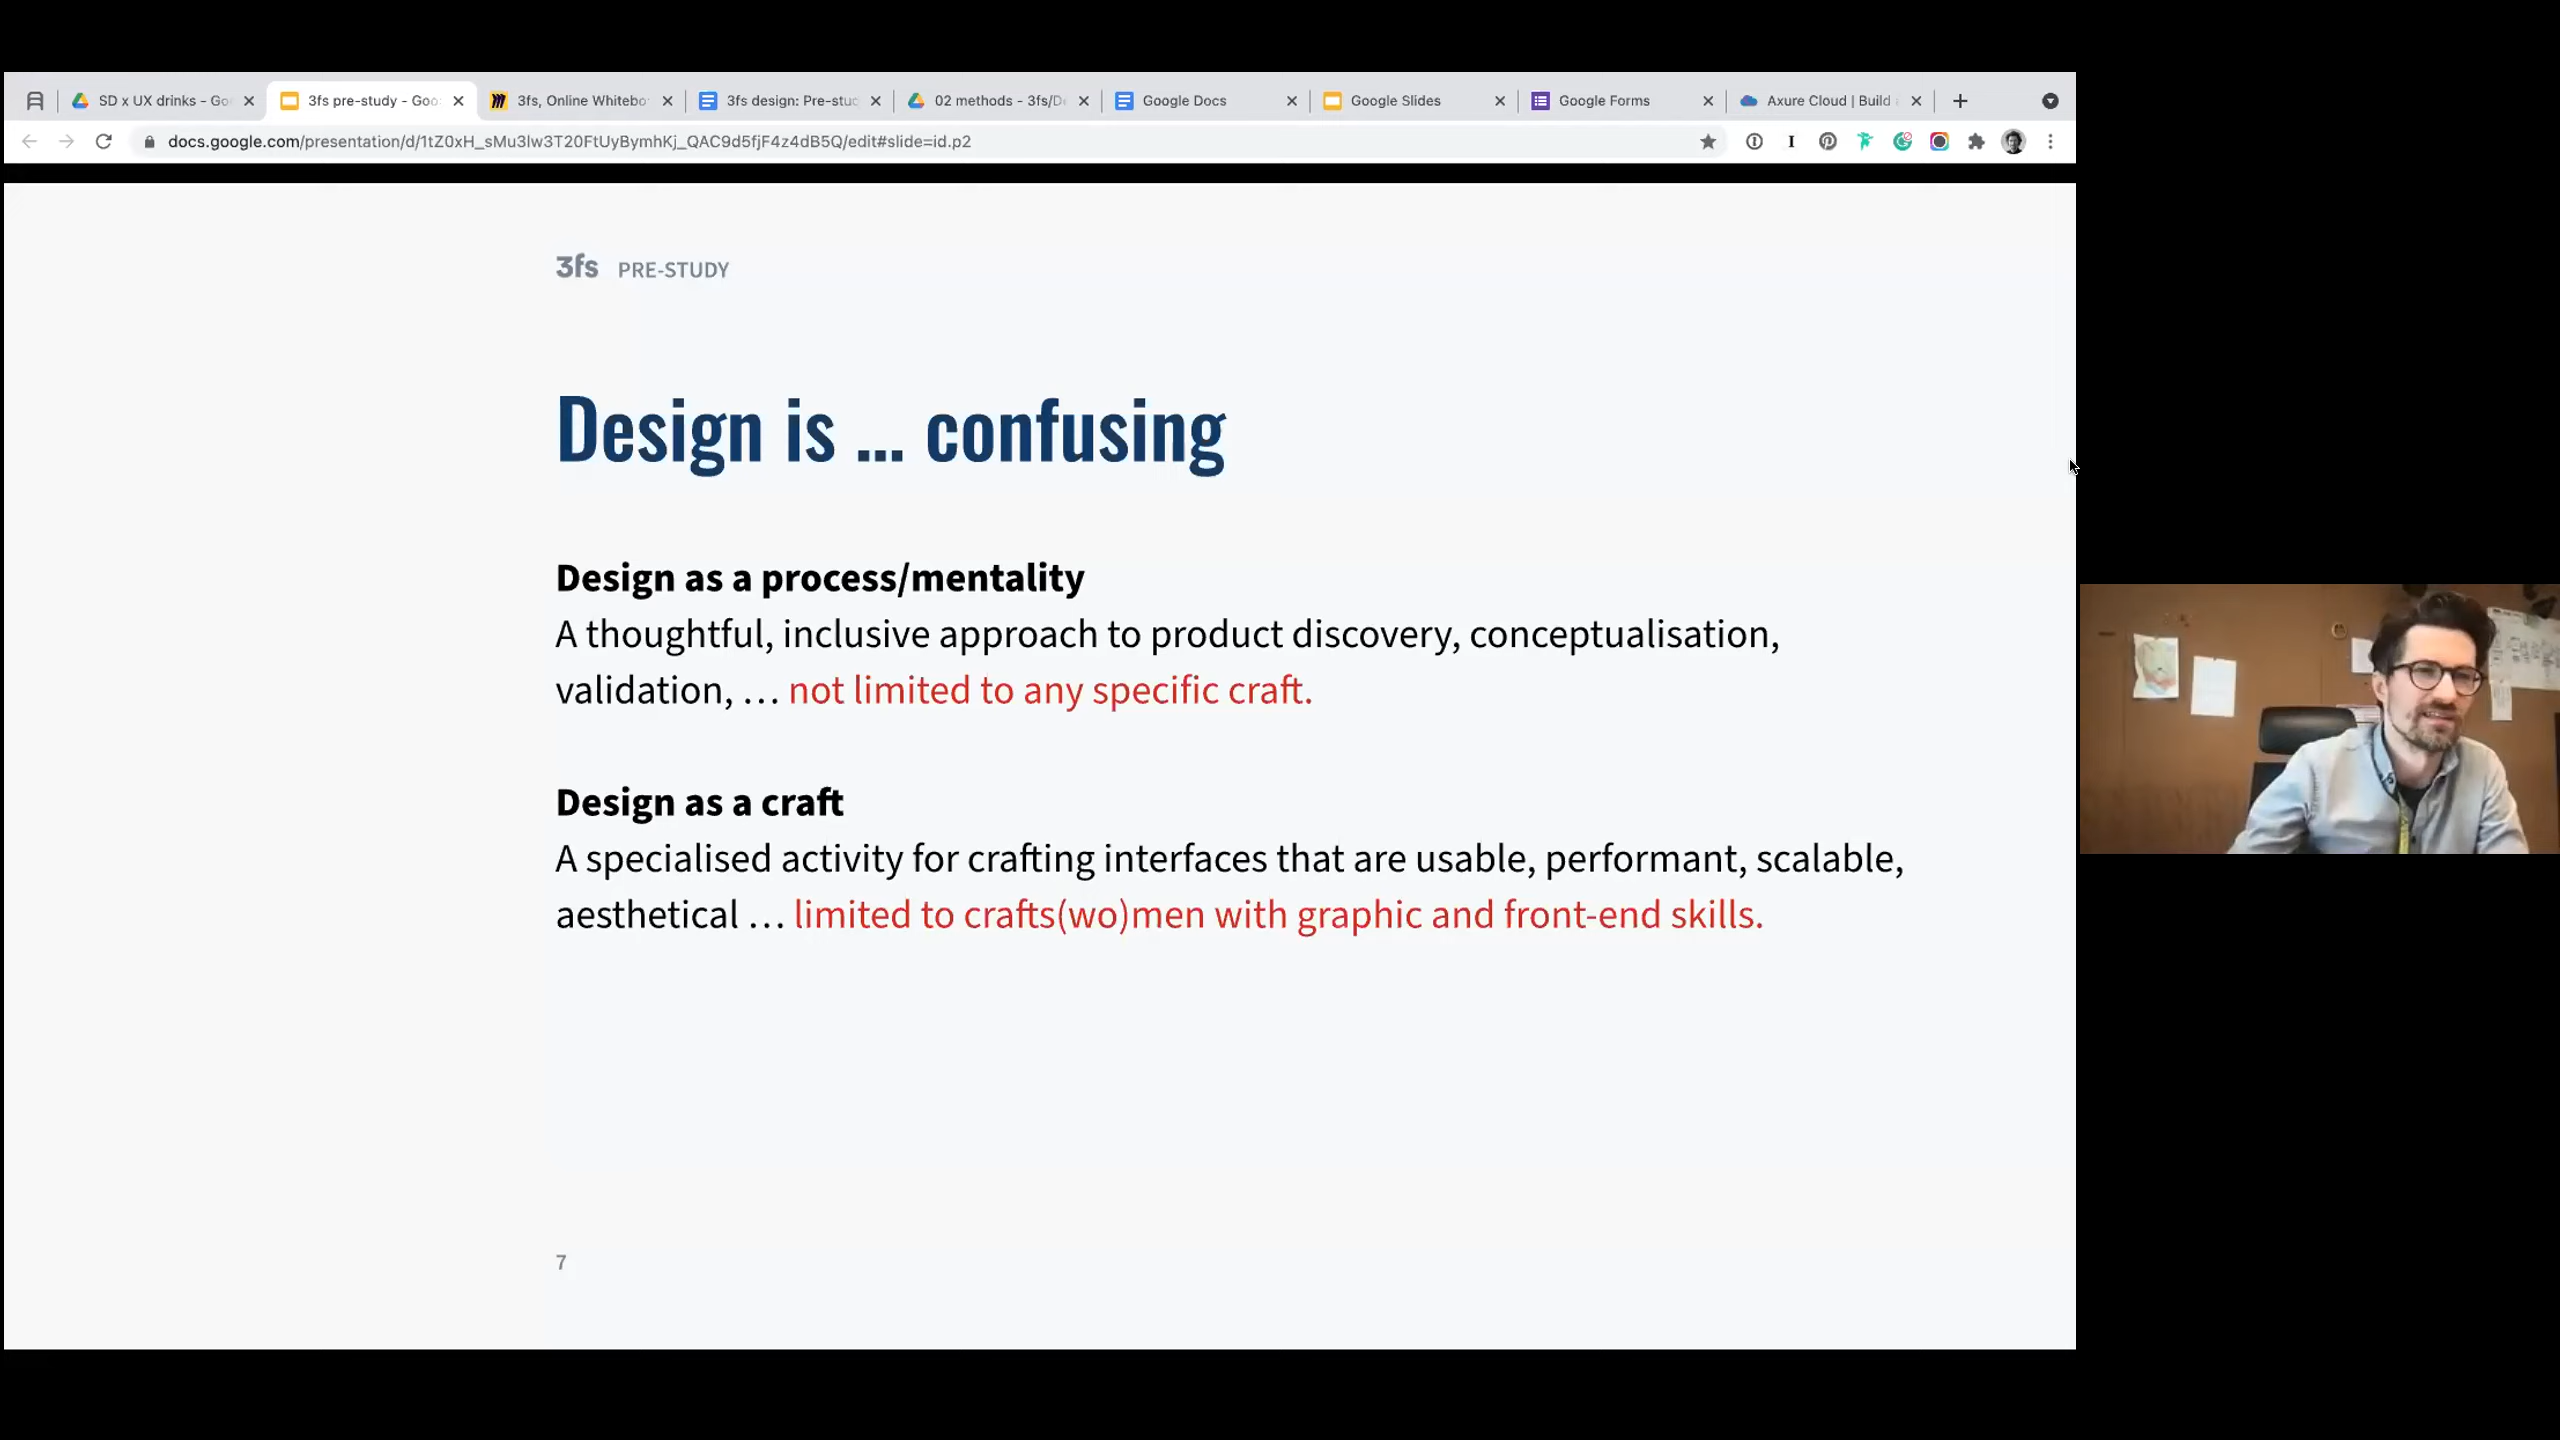 SD x UX drinks - Go
3fs pre-study - Goo
3fs, Online Whitebo
3fs design: Pre-stud
02 methods - 3fs/De
Google Docs
Google Slides
Google Forms
Axure Cloud | Build
docs.google.com/presentation/d/1tZ0xH_sMu3lw3T20FtUyBymhKj_QAC9d5fjF4z4dB5Q/edit#slide=id.p2
3fs PRE-STUDY
Design is ... confusing
Design as a process/mentality
A thoughtful, inclusive approach to product discovery, conceptualisation,
validation, … not limited to any specific craft.
Design as a craft
A specialised activity for crafting interfaces that are usable, performant, scalable,
aesthetical … limited to crafts(wo)men with graphic and front-end skills.
7